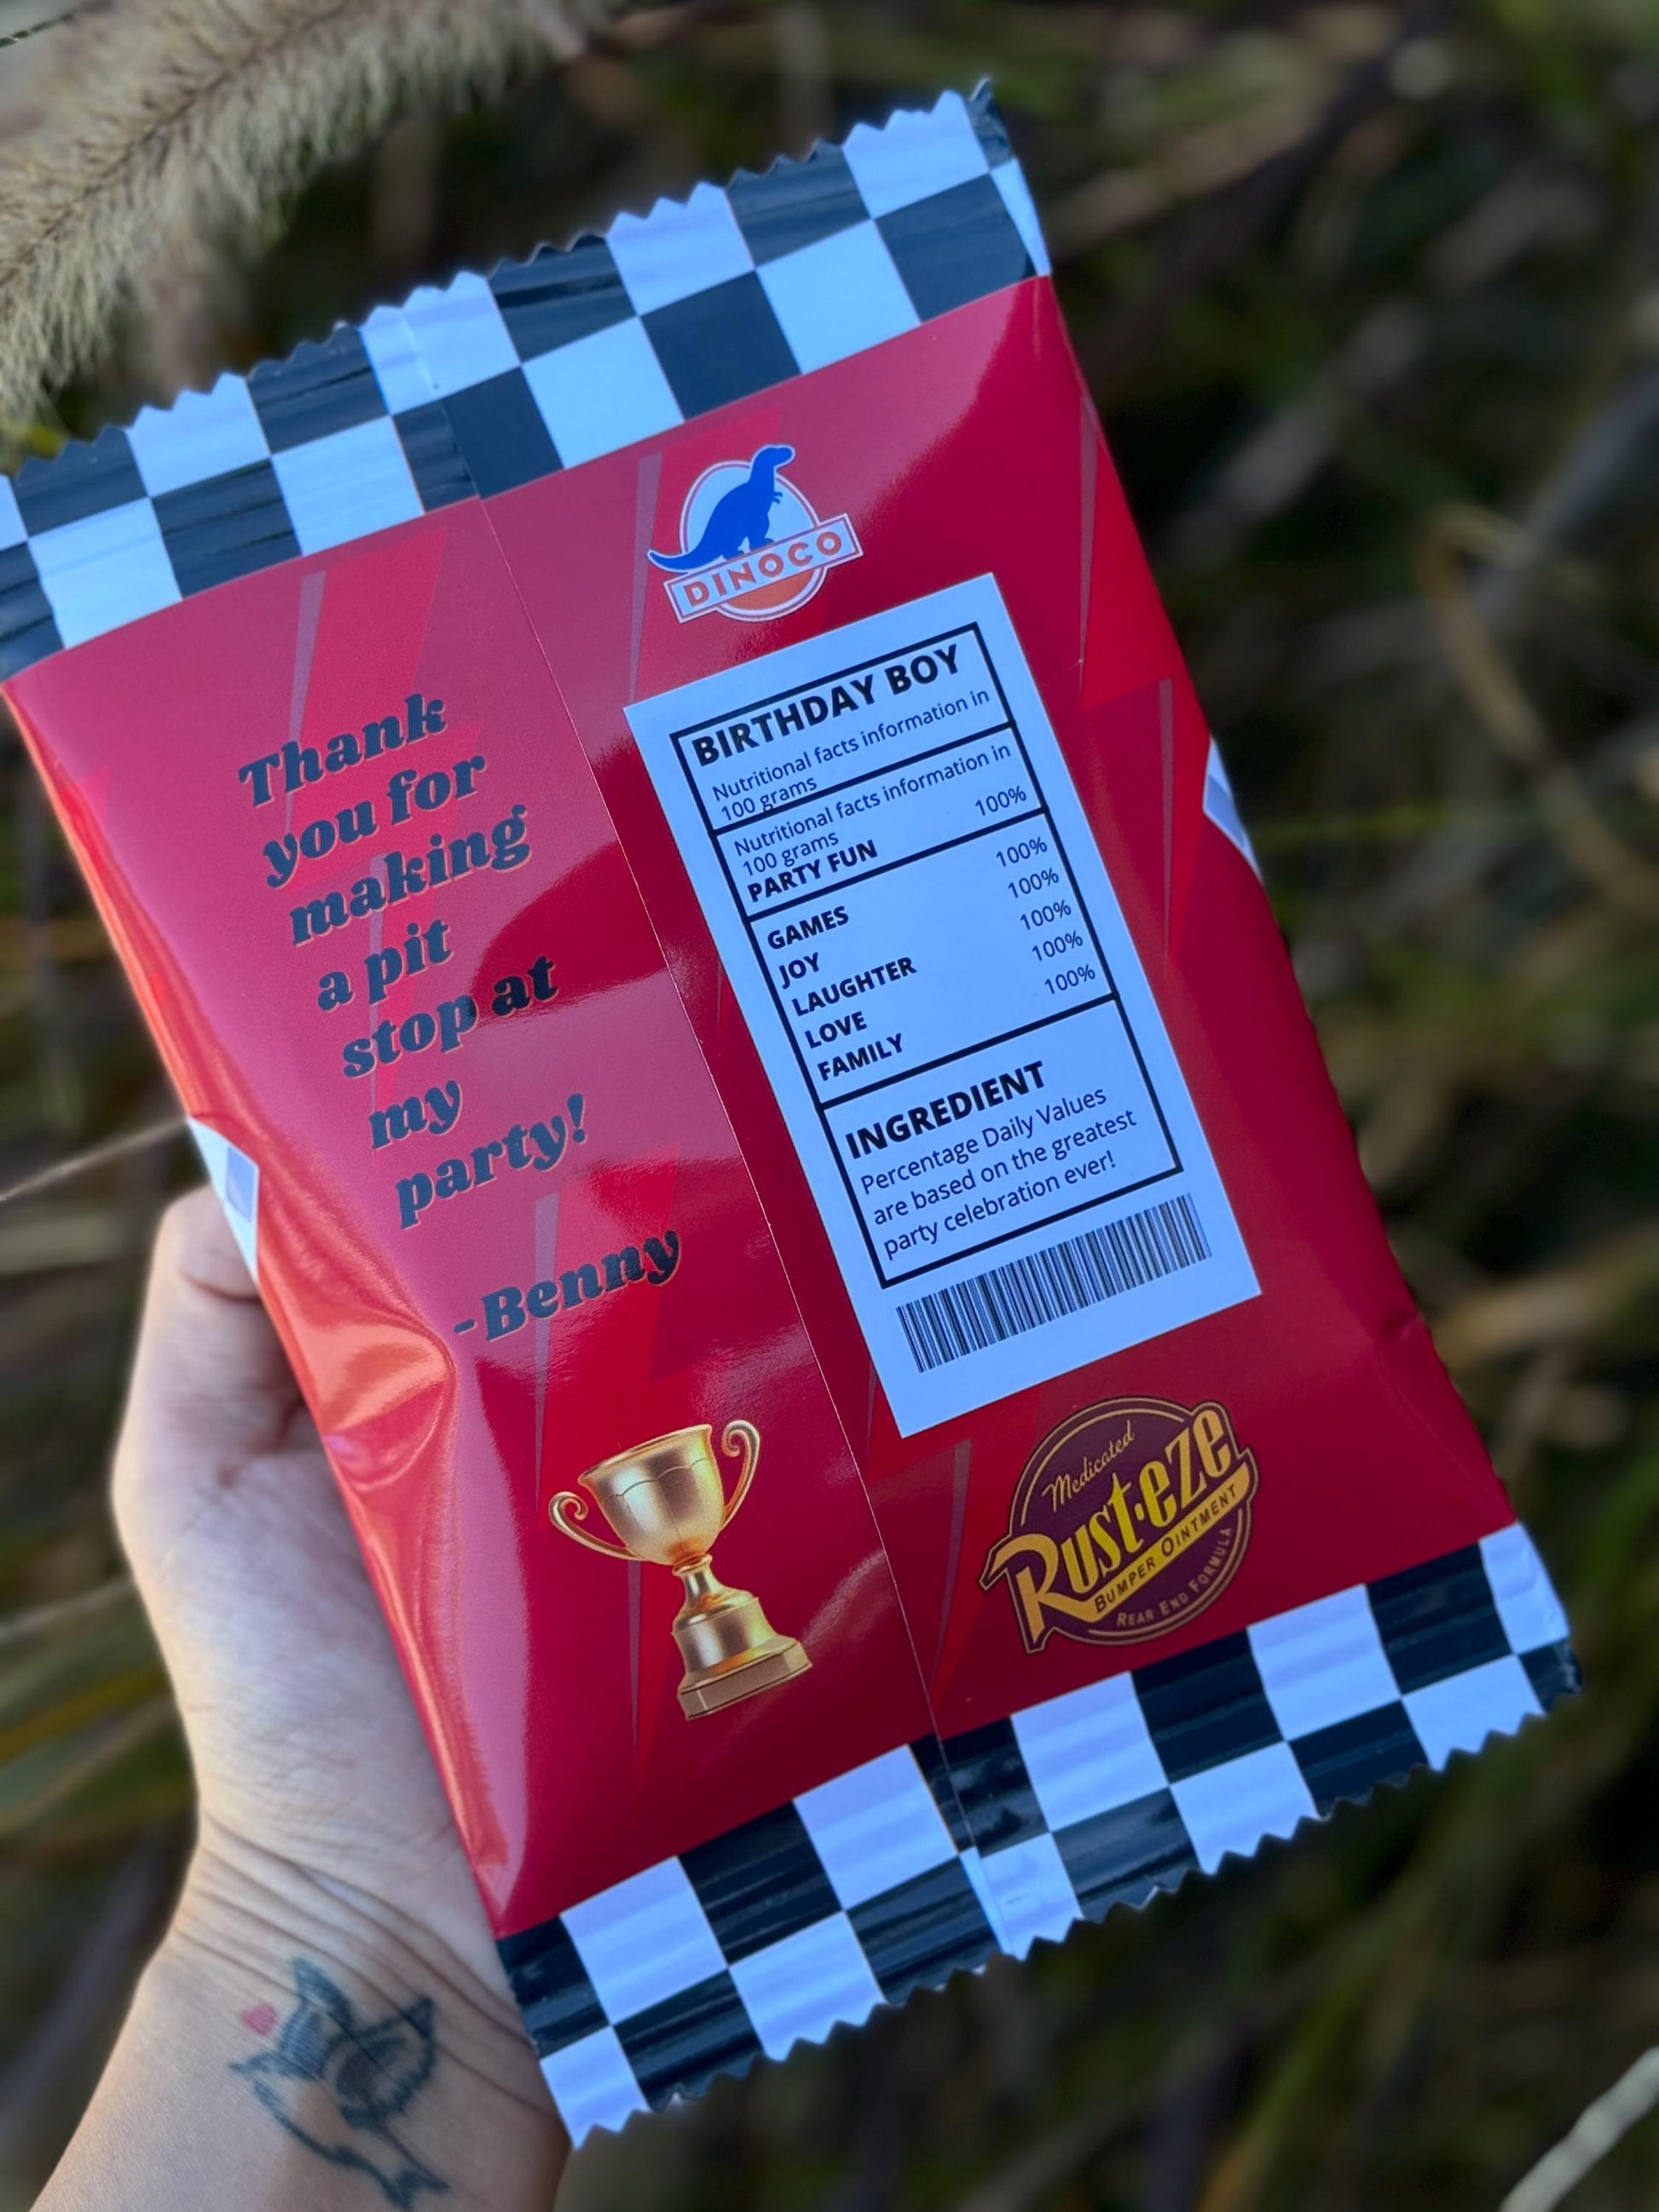 Thank
you for
making
a pit
stop at
my
party!
-Benny
DINOCO
BIRTHDAY BOY
Nutritional facts information in
100 grams
Nutritional facts information in
100 grams
PARTY FUN 100%
GAMES 100%
JOY 100%
LAUGHTER 100%
LOVE 100%
FAMILY 100%
INGREDIENT
Percentage Daily Values
are based on the greatest
party celebration ever!
Medicated
Rust-eze
BUMPER OINTMENT
REAR END FORMULA